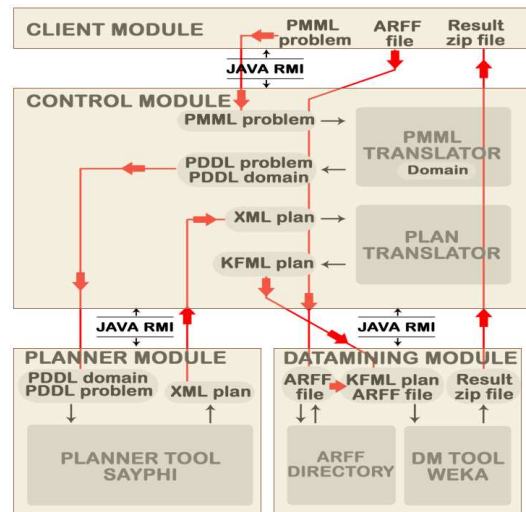 CLIENT MODULE
PMML problem
ARFF file
Result zip file
JAVA RMI
CONTROL MODULE
PMML problem
PMML TRANSLATOR
Domain
PDDL problem
PDDL domain
XML plan
PLAN TRANSLATOR
KFML plan
JAVA RMI
JAVA RMI
PLANNER MODULE
PDDL domain
PDDL problem
XML plan
PLANNER TOOL
SAYPHI
DATAMINING MODULE
ARFF file
KFML plan
ARFF file
Result zip file
ARFF DIRECTORY
DM TOOL
WEKA